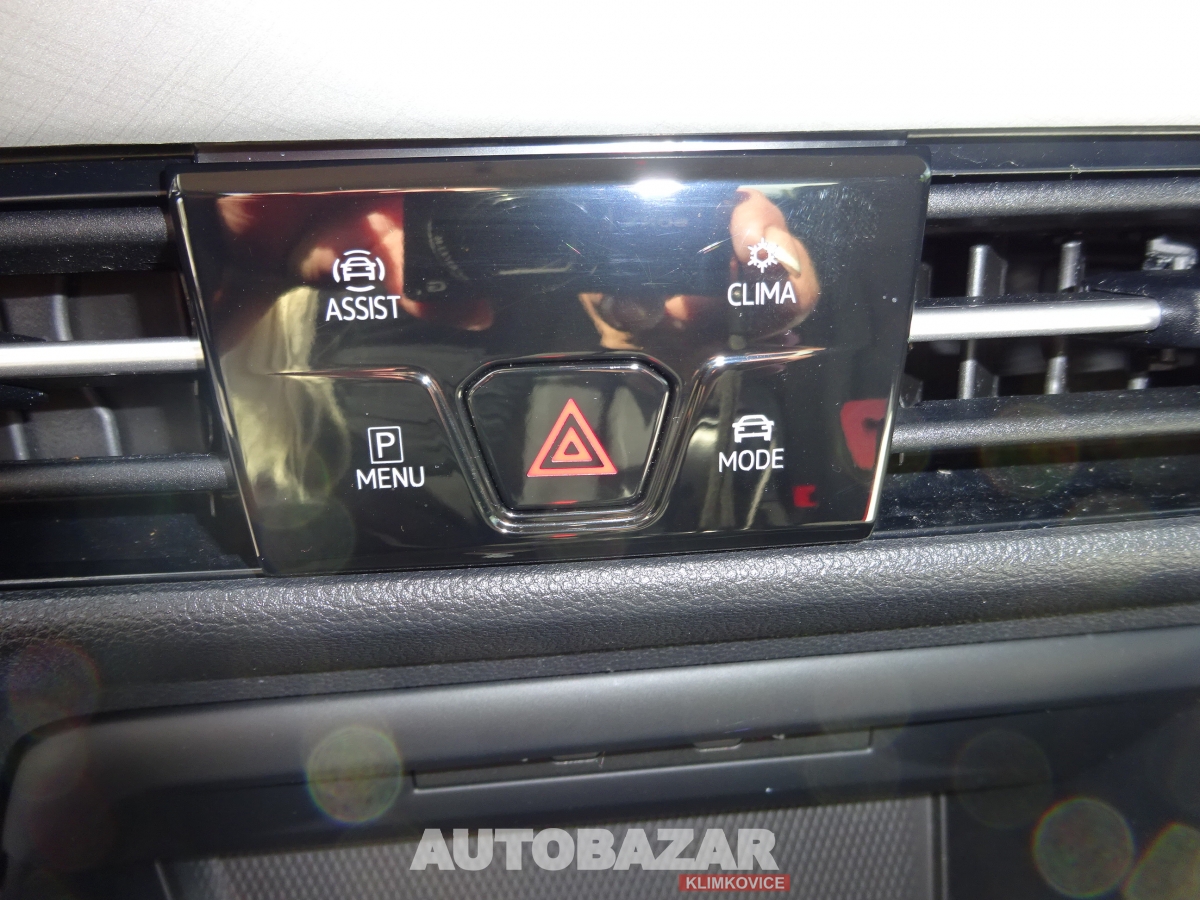 ASSIST
CLIMA
P
MENU
MODE
AUTOBAZAR
KLIMKOVICE